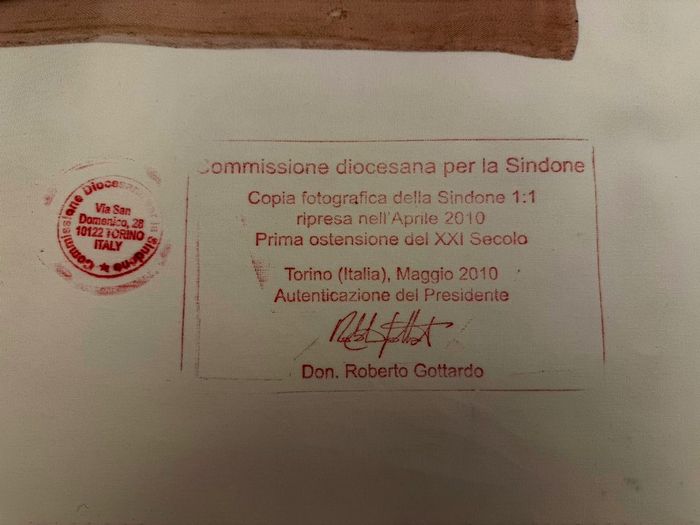 Commissione Diocesana per la Sindone
Via San
Domenico, 28
10122 TORINO
ITALY
Commissione diocesana per la Sindone
Copia fotografica della Sindone 1:1
ripresa nell'Aprile 2010
Prima ostensione del XXI Secolo
Torino (Italia), Maggio 2010
Autenticazione del Presidente
Don. Roberto Gottardo